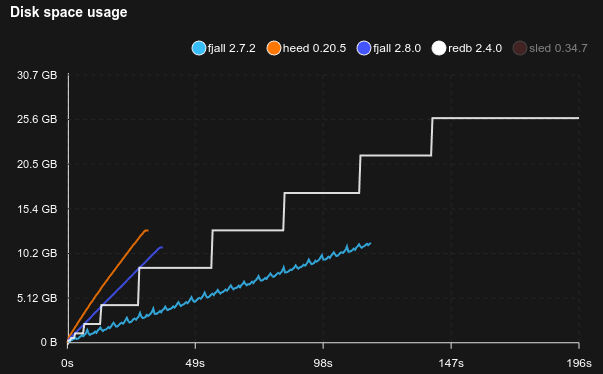 Disk space usage
fjall 2.7.2 heed 0.20.5 fjall 2.8.0 redb 2.4.0 sled 0.34.7
30.7 GB
25.6 GB
20.5 GB
15.4 GB
10.2 GB
5.12 GB
0 B
0s 49s 98s 147s 196s